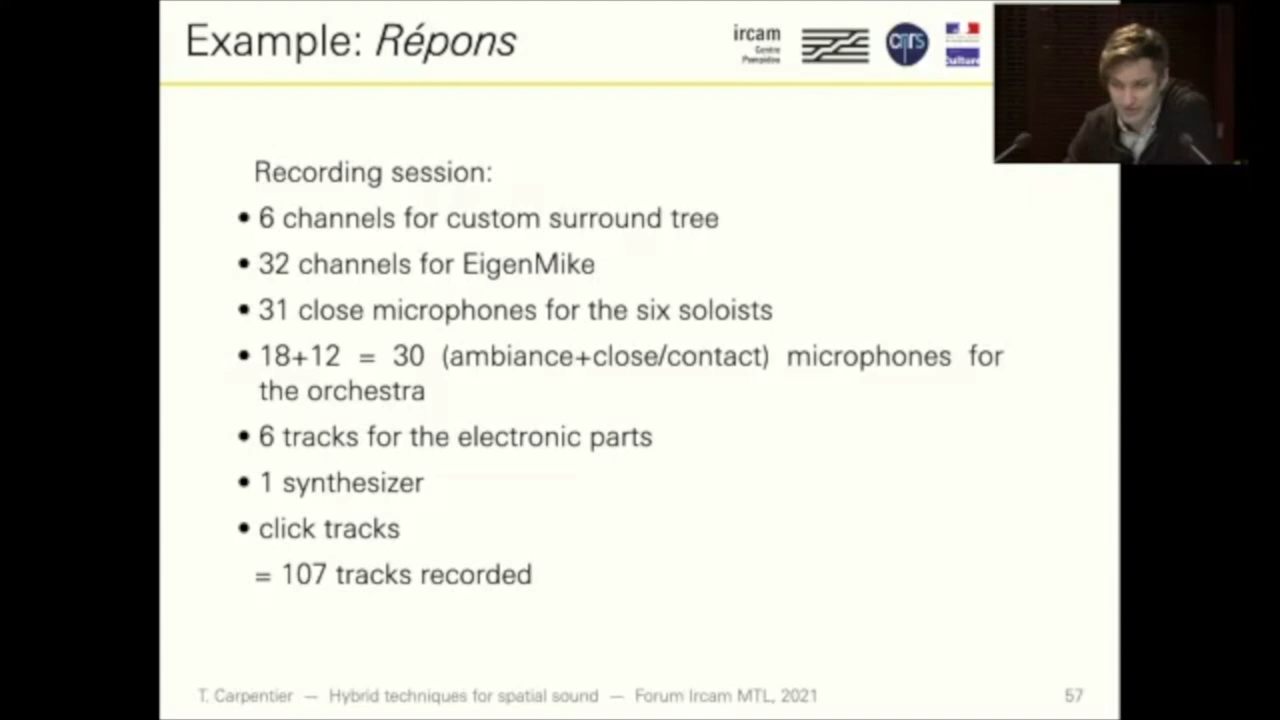 Example: Répons
ircam
Centre
Pompidou
cnrs
Culture
Recording session:
• 6 channels for custom surround tree
• 32 channels for EigenMike
• 31 close microphones for the six soloists
• 18+12 = 30 (ambiance+close/contact) microphones for
the orchestra
• 6 tracks for the electronic parts
• 1 synthesizer
• click tracks
= 107 tracks recorded
T. Carpentier — Hybrid techniques for spatial sound — Forum Ircam MTL, 2021
57